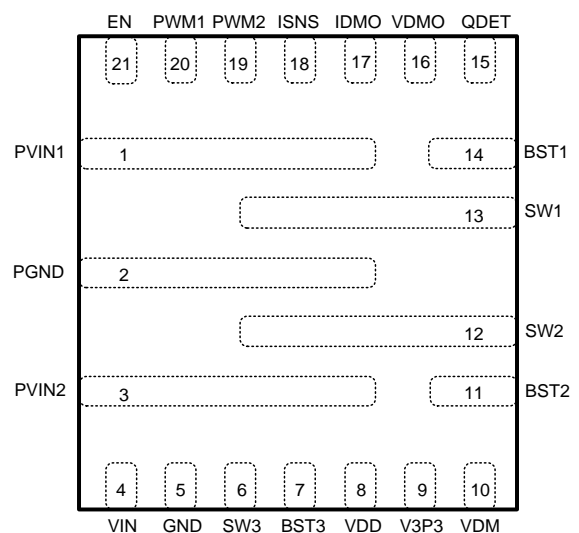 EN PWM1 PWM2 ISNS IDMO VDMO QDET
21 20 19 18 17 16 15
PVIN1 1 14 BST1
13 SW1
PGND 2
12 SW2
PVIN2 3 11 BST2
4 5 6 7 8 9 10
VIN GND SW3 BST3 VDD V3P3 VDM